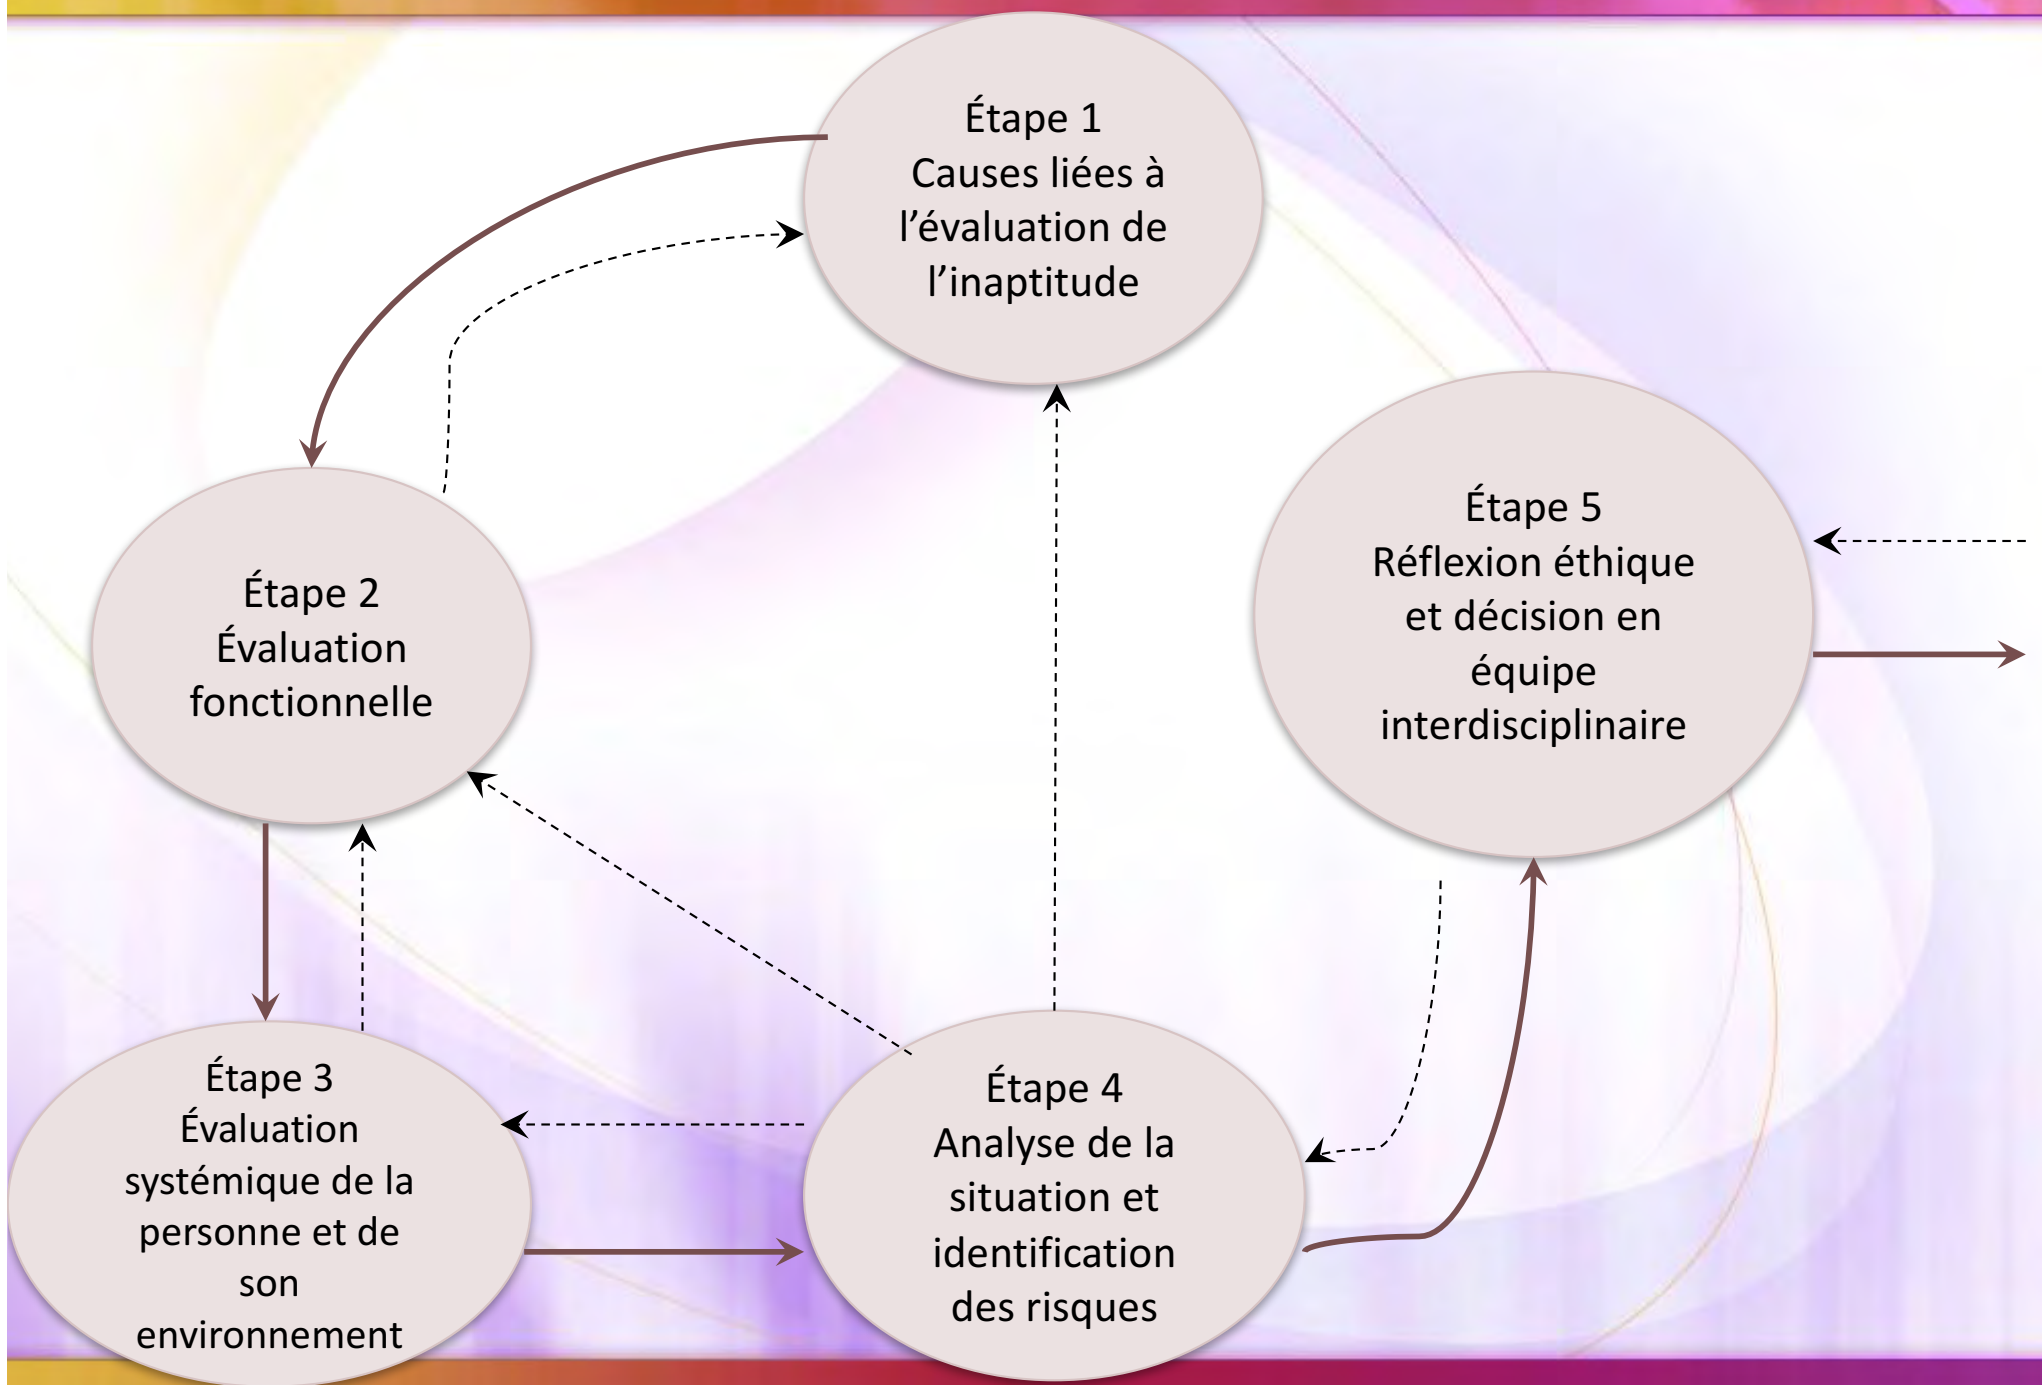 Étape 1
Causes liées à
l’évaluation de
l’inaptitude
Étape 2
Évaluation
fonctionnelle
Étape 3
Évaluation
systémique de la
personne et de
son
environnement
Étape 4
Analyse de la
situation et
identification
des risques
Étape 5
Réflexion éthique
et décision en
équipe
interdisciplinaire